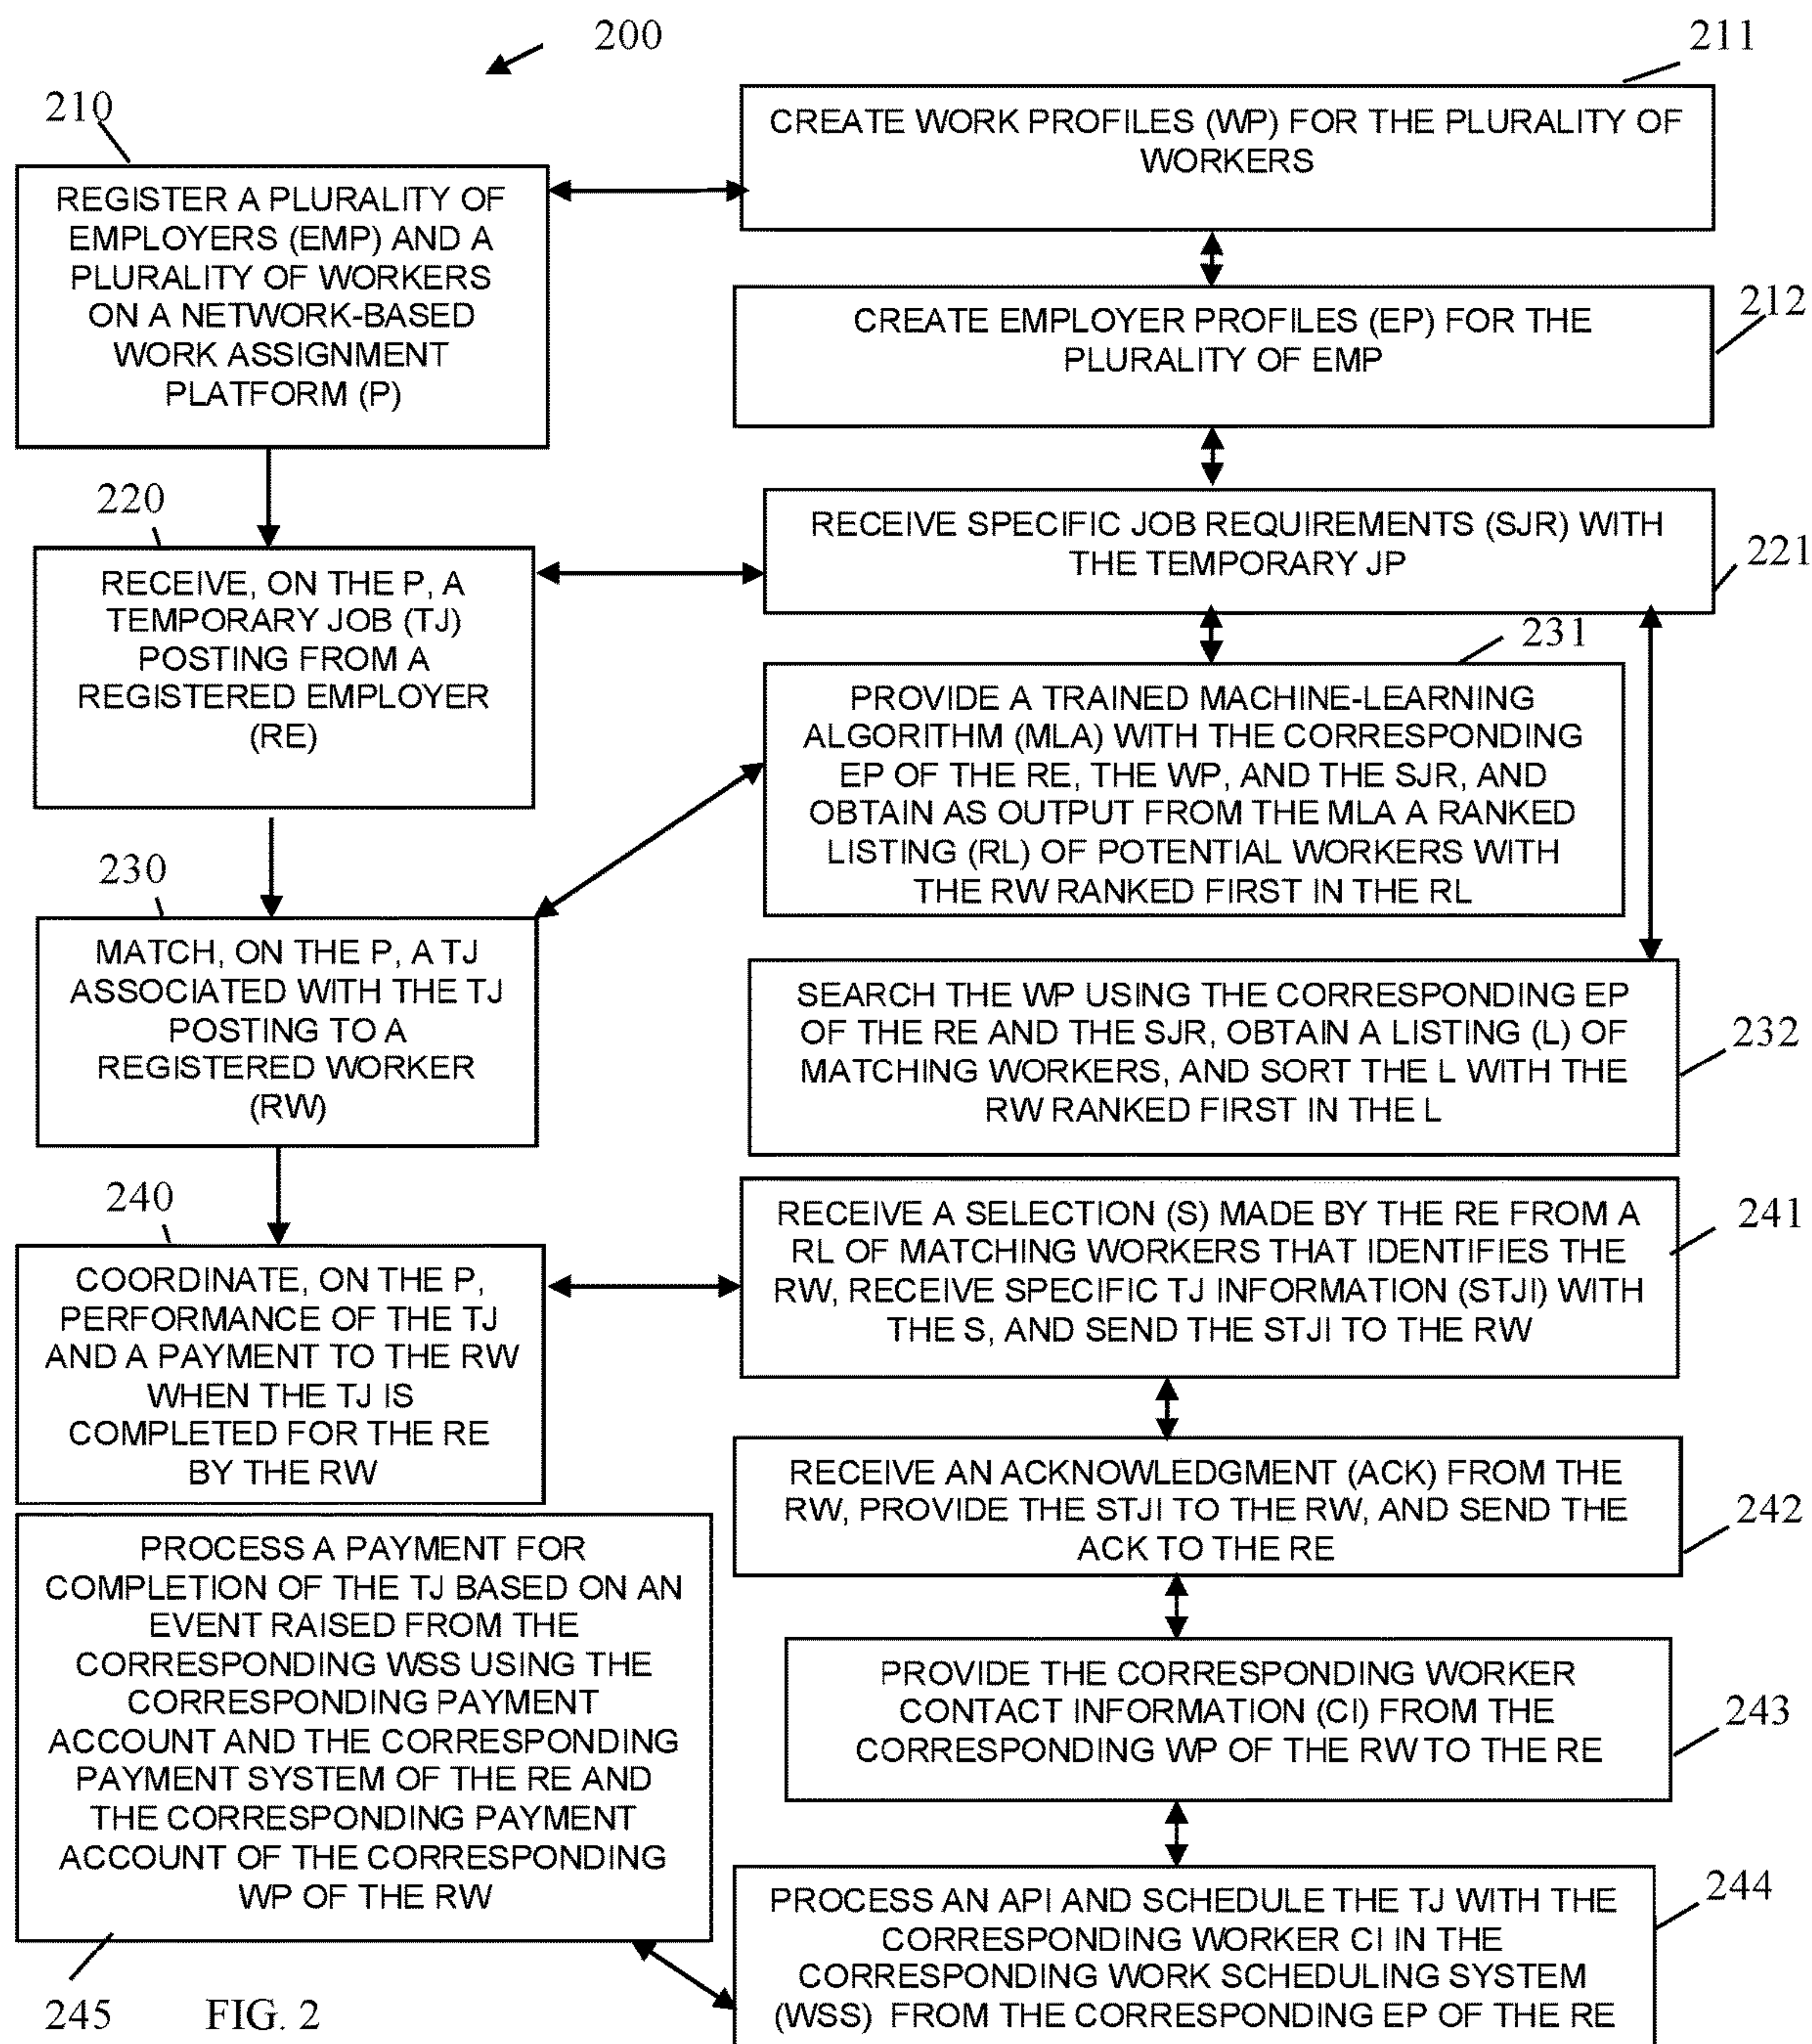 200
211
210
CREATE WORK PROFILES (WP) FOR THE PLURALITY OF
WORKERS
REGISTER A PLURALITY OF
EMPLOYERS (EMP) AND A
PLURALITY OF WORKERS
ON A NETWORK-BASED
WORK ASSIGNMENT
PLATFORM (P)
212
CREATE EMPLOYER PROFILES (EP) FOR THE
PLURALITY OF EMP
220
RECEIVE SPECIFIC JOB REQUIREMENTS (SJR) WITH
THE TEMPORARY JP
221
RECEIVE, ON THE P, A
TEMPORARY JOB (TJ)
POSTING FROM A
REGISTERED EMPLOYER
(RE)
231
PROVIDE A TRAINED MACHINE-LEARNING
ALGORITHM (MLA) WITH THE CORRESPONDING
EP OF THE RE, THE WP, AND THE SJR, AND
OBTAIN AS OUTPUT FROM THE MLA A RANKED
LISTING (RL) OF POTENTIAL WORKERS WITH
THE RW RANKED FIRST IN THE RL
230
MATCH, ON THE P, A TJ
ASSOCIATED WITH THE TJ
POSTING TO A
REGISTERED WORKER
(RW)
SEARCH THE WP USING THE CORRESPONDING EP
OF THE RE AND THE SJR, OBTAIN A LISTING (L) OF
MATCHING WORKERS, AND SORT THE L WITH THE
RW RANKED FIRST IN THE L
232
240
COORDINATE, ON THE P,
PERFORMANCE OF THE TJ
AND A PAYMENT TO THE RW
WHEN THE TJ IS
COMPLETED FOR THE RE
BY THE RW
RECEIVE A SELECTION (S) MADE BY THE RE FROM A
RL OF MATCHING WORKERS THAT IDENTIFIES THE
RW, RECEIVE SPECIFIC TJ INFORMATION (STJI) WITH
THE S, AND SEND THE STJI TO THE RW
241
RECEIVE AN ACKNOWLEDGMENT (ACK) FROM THE
RW, PROVIDE THE STJI TO THE RW, AND SEND THE
ACK TO THE RE
242
PROCESS A PAYMENT FOR
COMPLETION OF THE TJ BASED ON AN
EVENT RAISED FROM THE
CORRESPONDING WSS USING THE
CORRESPONDING PAYMENT
ACCOUNT AND THE CORRESPONDING
PAYMENT SYSTEM OF THE RE AND
THE CORRESPONDING PAYMENT
ACCOUNT OF THE CORRESPONDING
WP OF THE RW
PROVIDE THE CORRESPONDING WORKER
CONTACT INFORMATION (CI) FROM THE
CORRESPONDING WP OF THE RW TO THE RE
243
PROCESS AN API AND SCHEDULE THE TJ WITH THE
CORRESPONDING WORKER CI IN THE
CORRESPONDING WORK SCHEDULING SYSTEM
(WSS) FROM THE CORRESPONDING EP OF THE RE
244
245
FIG. 2